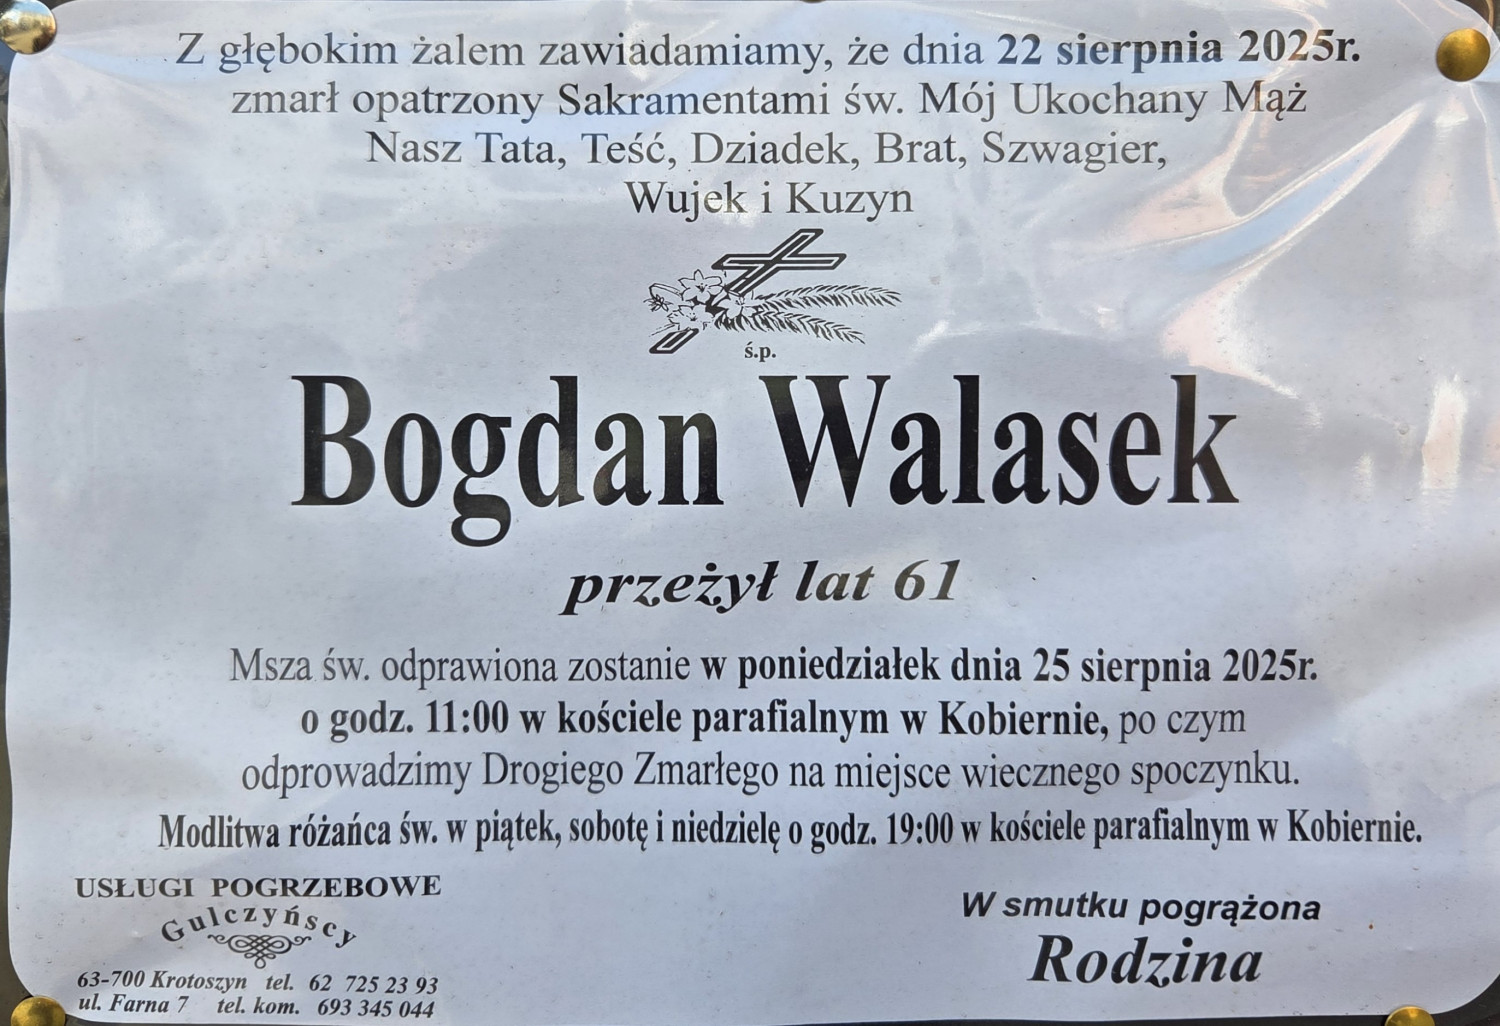 Z głębokim żalem zawiadamiamy, że dnia 22 sierpnia 2025r.
zmarł opatrzony Sakramentami św. Mój Ukochany Mąż
Nasz Tata, Teść, Dziadek, Brat, Szwagier,
Wujek i Kuzyn
ś.p.
Bogdan Walasek
przeżył lat 61
Msza św. odprawiona zostanie w poniedziałek dnia 25 sierpnia 2025r.
o godz. 11:00 w kościele parafialnym w Kobiernie, po czym
odprowadzimy Drogiego Zmarłego na miejsce wiecznego spoczynku.
Modlitwa różańca św. w piątek, sobotę i niedzielę o godz. 19:00 w kościele parafialnym w Kobiernie.
USŁUGI POGRZEBOWE
Gulczyńscy
63-700 Krotoszyn tel. 62 725 23 93
ul. Farna 7 tel. kom. 693 345 044
W smutku pogrążona
Rodzina